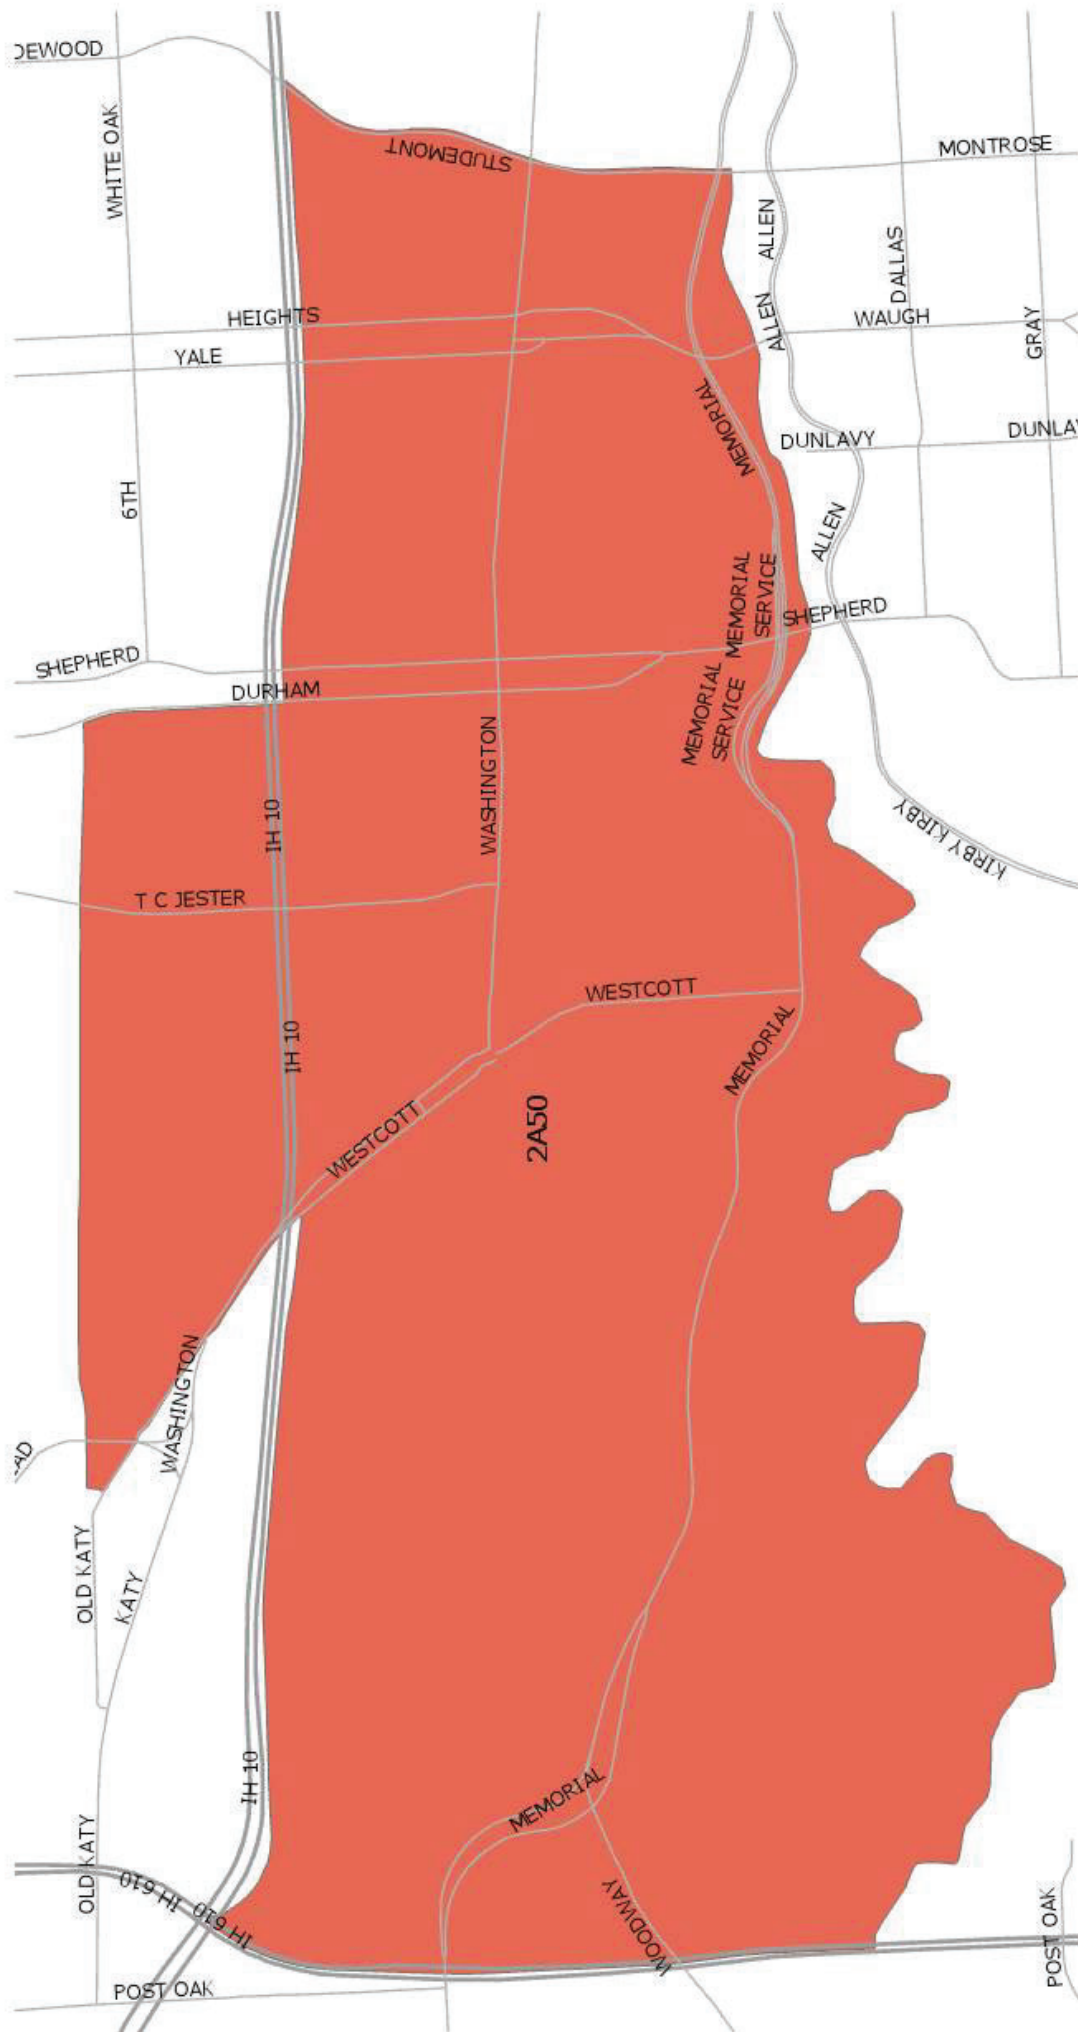 DEWOOD
WHITE OAK
STUDEMONT
MONTROSE
ALLEN
DALLAS
HEIGHTS
ALLEN
WAUGH
GRAY
YALE
MEMORIAL
DUNLAVY
DUNLAV
6TH
ALLEN
MEMORIAL
SERVICE
SHEPHERD
SHEPHERD
DURHAM
MEMORIAL
SERVICE
WASHINGTON
IH 10
KIRBY KIRBY
T C JESTER
WESTCOTT
IH 10
MEMORIAL
WESTCOTT
2A50
WASHINGTON
AD
OLD KATY
KATY
IH 10
MEMORIAL
OLD KATY
IH 610
IH 610
WOODWAY
POST OAK
POST OAK